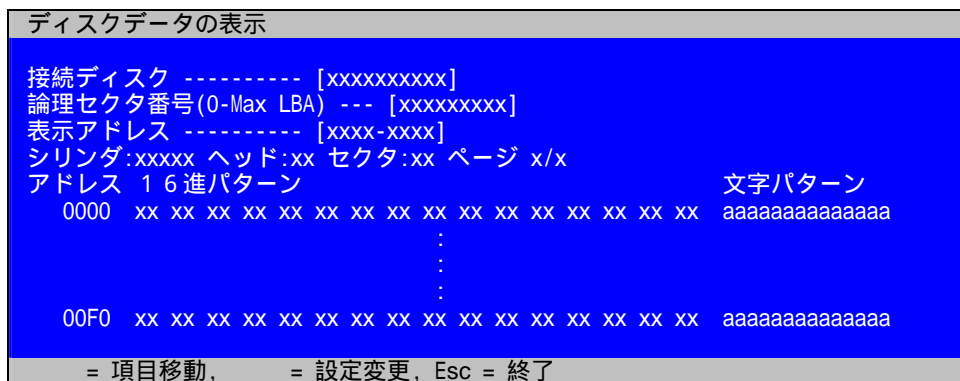 ディスクデータの表示
接続ディスク ---------- [xxxxxxxxxx]
論理セクタ番号(0-Max LBA) --- [xxxxxxxxx]
表示アドレス ---------- [xxxx-xxxx]
シリンダ:xxxxx ヘッド:xx セクタ:xx ページ x/x
アドレス １６進パターン 文字パターン
0000 xx xx xx xx xx xx xx xx xx xx xx xx xx xx xx xx aaaaaaaaaaaaaa
:
:
:
00F0 xx xx xx xx xx xx xx xx xx xx xx xx xx xx xx xx aaaaaaaaaaaaaa
= 項目移動, = 設定変更, Esc = 終了